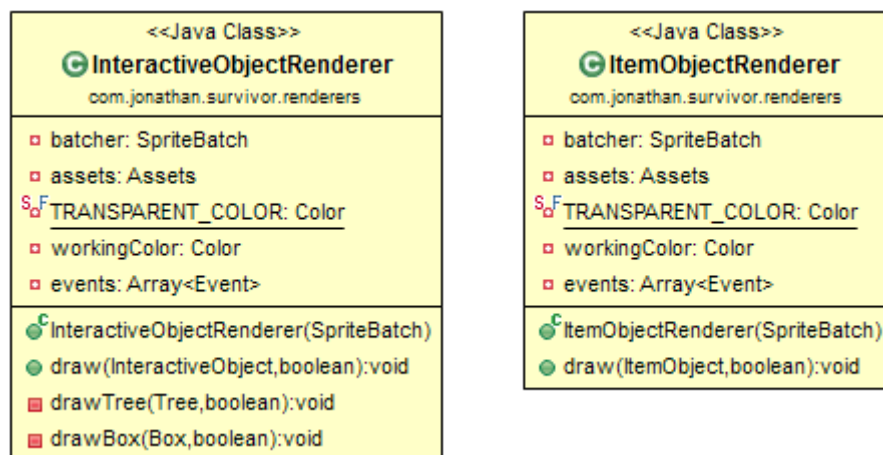 <<Java Class>>
InteractiveObjectRenderer
com.jonathan.survivor.renderers
batcher: SpriteBatch
assets: Assets
S F TRANSPARENT_COLOR: Color
workingColor: Color
events: Array<Event>
C InteractiveObjectRenderer(SpriteBatch)
draw(InteractiveObject,boolean):void
drawTree(Tree,boolean):void
drawBox(Box,boolean):void
<<Java Class>>
ItemObjectRenderer
com.jonathan.survivor.renderers
batcher: SpriteBatch
assets: Assets
S F TRANSPARENT_COLOR: Color
workingColor: Color
events: Array<Event>
C ItemObjectRenderer(SpriteBatch)
draw(ItemObject,boolean):void